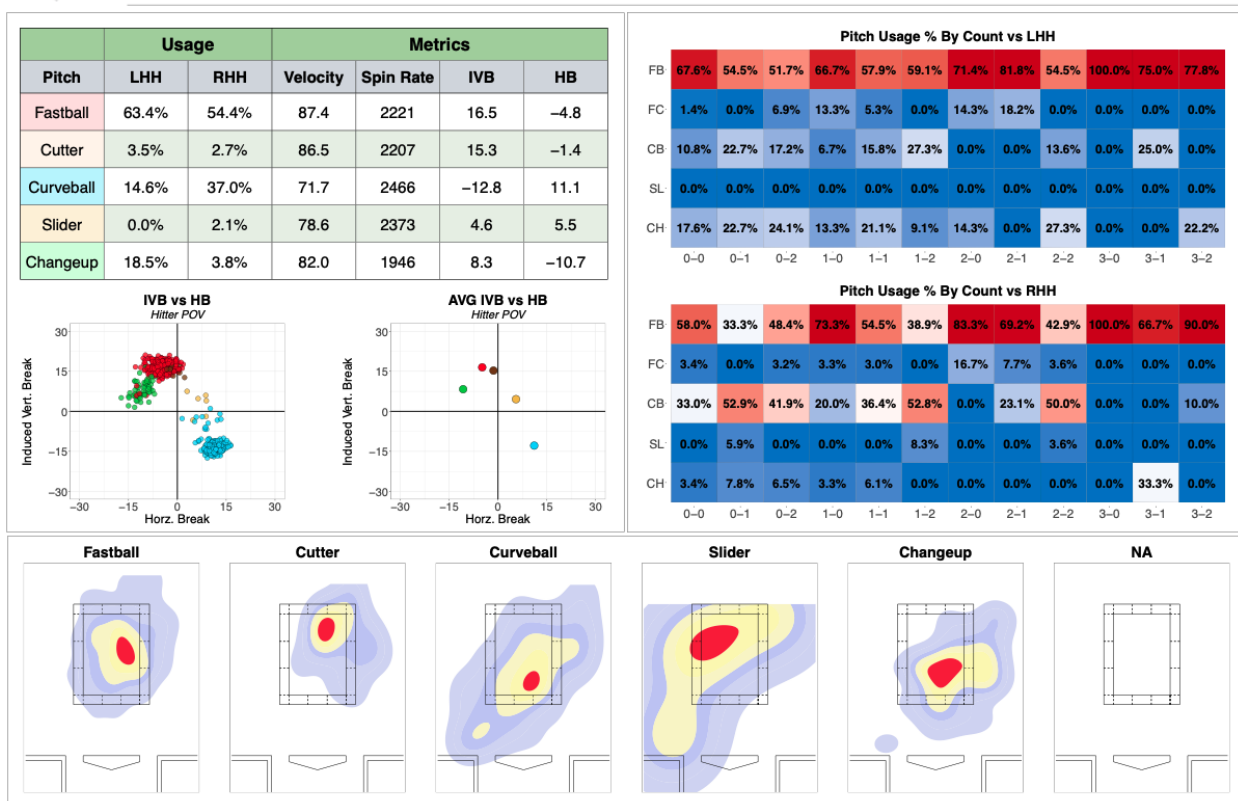 Usage Metrics
Pitch LHH RHH Velocity Spin Rate IVB HB
Fastball 63.4% 54.4% 87.4 2221 16.5 −4.8
Cutter 3.5% 2.7% 86.5 2207 15.3 −1.4
Curveball 14.6% 37.0% 71.7 2466 −12.8 11.1
Slider 0.0% 2.1% 78.6 2373 4.6 5.5
Changeup 18.5% 3.8% 82.0 1946 8.3 −10.7
IVB vs HB
Hitter POV
Induced Vert. Break
30
15
0
−15
−30
−30 −15 0 15 30
Horz. Break
AVG IVB vs HB
Hitter POV
Induced Vert. Break
30
15
0
−15
−30
−30 −15 0 15 30
Horz. Break
Pitch Usage % By Count vs LHH
FB 67.6% 54.5% 51.7% 66.7% 57.9% 59.1% 71.4% 81.8% 54.5% 100.0% 75.0% 77.8%
FC 1.4% 0.0% 6.9% 13.3% 5.3% 0.0% 14.3% 18.2% 0.0% 0.0% 0.0% 0.0%
CB 10.8% 22.7% 17.2% 6.7% 15.8% 27.3% 0.0% 0.0% 13.6% 0.0% 25.0% 0.0%
SL 0.0% 0.0% 0.0% 0.0% 0.0% 0.0% 0.0% 0.0% 0.0% 0.0% 0.0% 0.0%
CH 17.6% 22.7% 24.1% 13.3% 21.1% 9.1% 14.3% 0.0% 27.3% 0.0% 0.0% 22.2%
0−0 0−1 0−2 1−0 1−1 1−2 2−0 2−1 2−2 3−0 3−1 3−2
Pitch Usage % By Count vs RHH
FB 58.0% 33.3% 48.4% 73.3% 54.5% 38.9% 83.3% 69.2% 42.9% 100.0% 66.7% 90.0%
FC 3.4% 0.0% 3.2% 3.3% 3.0% 0.0% 16.7% 7.7% 3.6% 0.0% 0.0% 0.0%
CB 33.0% 52.9% 41.9% 20.0% 36.4% 52.8% 0.0% 23.1% 50.0% 0.0% 0.0% 10.0%
SL 0.0% 5.9% 0.0% 0.0% 0.0% 8.3% 0.0% 0.0% 3.6% 0.0% 0.0% 0.0%
CH 3.4% 7.8% 6.5% 3.3% 6.1% 0.0% 0.0% 0.0% 0.0% 0.0% 33.3% 0.0%
0−0 0−1 0−2 1−0 1−1 1−2 2−0 2−1 2−2 3−0 3−1 3−2
Fastball Cutter Curveball Slider Changeup NA